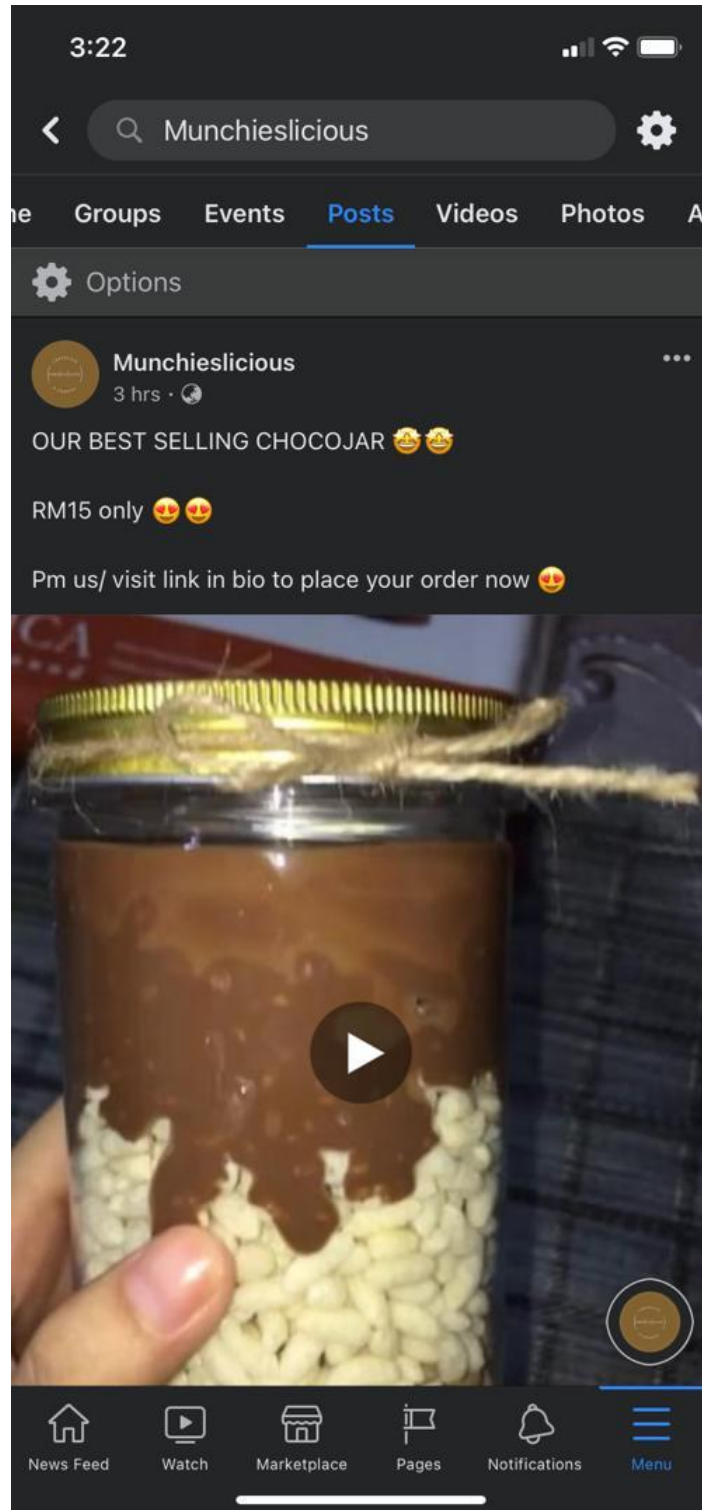 3:22
Munchieslicious
Groups Events Posts Videos Photos A
Options
Munchieslicious
3 hrs ·
OUR BEST SELLING CHOCOJAR 🤩🤩
RM15 only 😍😍
Pm us/ visit link in bio to place your order now 😍
CA
News Feed Watch Marketplace Pages Notifications Menu